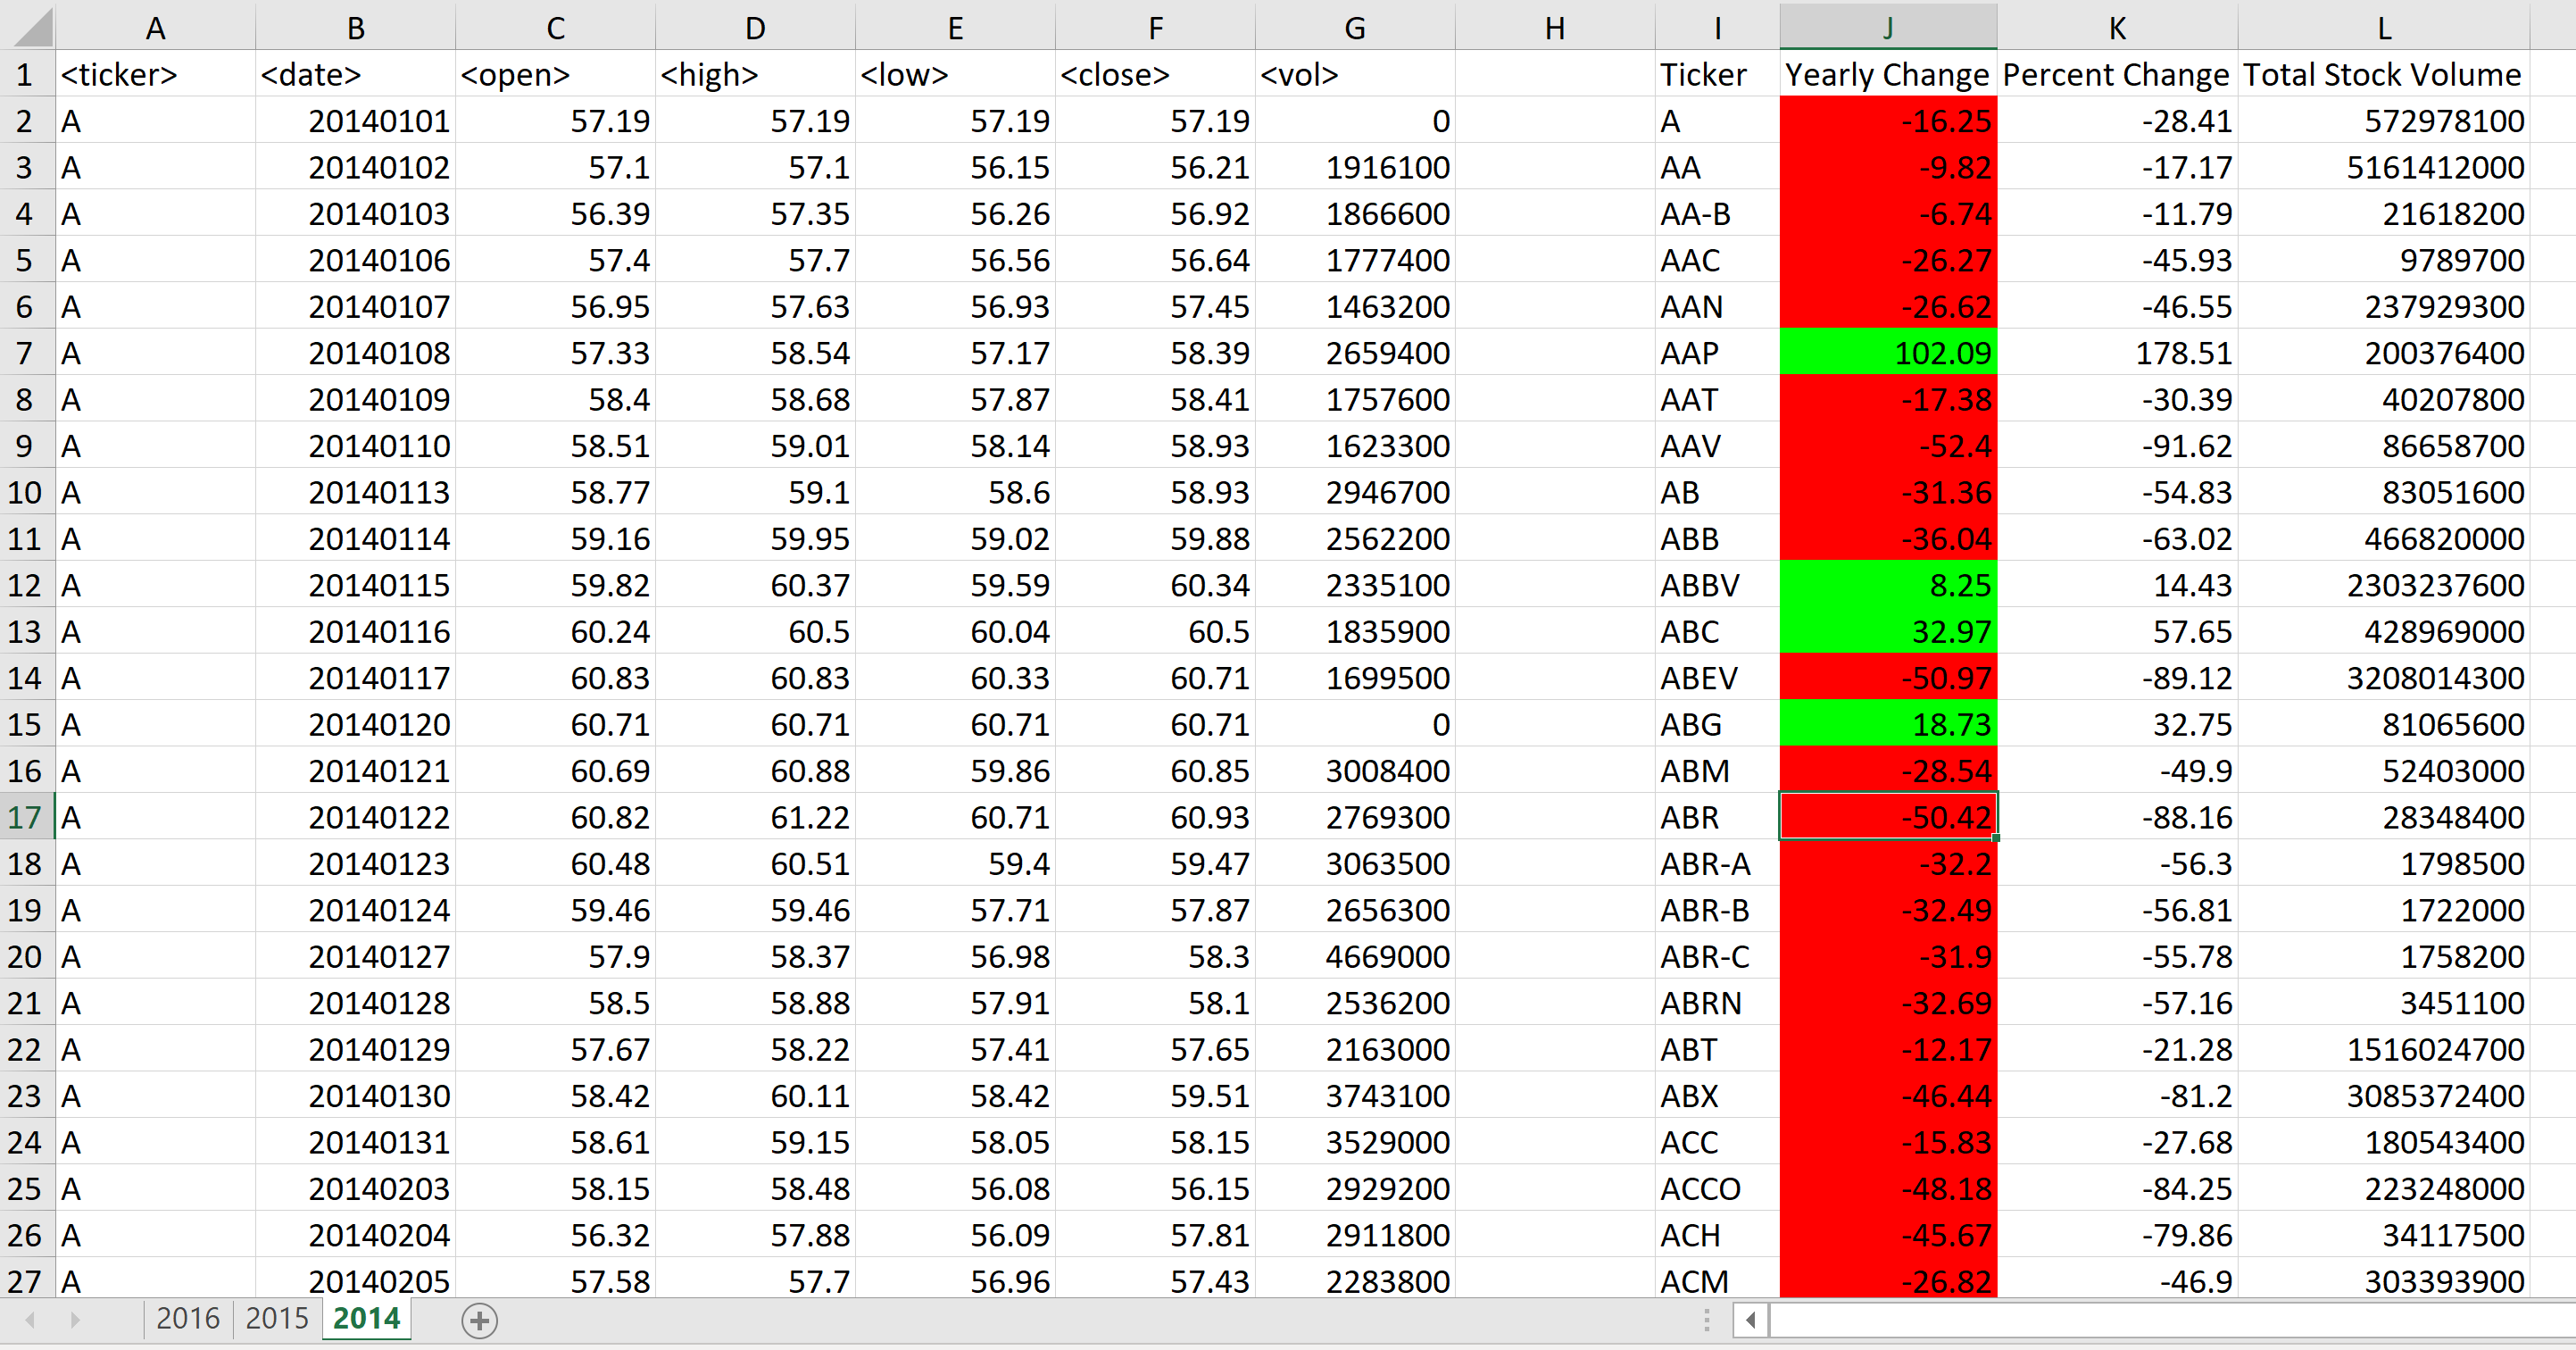 A B C D E F G H I J K L
1 <ticker> <date> <open> <high> <low> <close> <vol> Ticker Yearly Change Percent Change Total Stock Volume
2 A 20140101 57.19 57.19 57.19 57.19 0 A -16.25 -28.41 572978100
3 A 20140102 57.1 57.1 56.15 56.21 1916100 AA -9.82 -17.17 5161412000
4 A 20140103 56.39 57.35 56.26 56.92 1866600 AA-B -6.74 -11.79 21618200
5 A 20140106 57.4 57.7 56.56 56.64 1777400 AAC -26.27 -45.93 9789700
6 A 20140107 56.95 57.63 56.93 57.45 1463200 AAN -26.62 -46.55 237929300
7 A 20140108 57.33 58.54 57.17 58.39 2659400 AAP 102.09 178.51 200376400
8 A 20140109 58.4 58.68 57.87 58.41 1757600 AAT -17.38 -30.39 40207800
9 A 20140110 58.51 59.01 58.14 58.93 1623300 AAV -52.4 -91.62 86658700
10 A 20140113 58.77 59.1 58.6 58.93 2946700 AB -31.36 -54.83 83051600
11 A 20140114 59.16 59.95 59.02 59.88 2562200 ABB -36.04 -63.02 466820000
12 A 20140115 59.82 60.37 59.59 60.34 2335100 ABBV 8.25 14.43 2303237600
13 A 20140116 60.24 60.5 60.04 60.5 1835900 ABC 32.97 57.65 428969000
14 A 20140117 60.83 60.83 60.33 60.71 1699500 ABEV -50.97 -89.12 3208014300
15 A 20140120 60.71 60.71 60.71 60.71 0 ABG 18.73 32.75 81065600
16 A 20140121 60.69 60.88 59.86 60.85 3008400 ABM -28.54 -49.9 52403000
17 A 20140122 60.82 61.22 60.71 60.93 2769300 ABR -50.42 -88.16 28348400
18 A 20140123 60.48 60.51 59.4 59.47 3063500 ABR-A -32.2 -56.3 1798500
19 A 20140124 59.46 59.46 57.71 57.87 2656300 ABR-B -32.49 -56.81 1722000
20 A 20140127 57.9 58.37 56.98 58.3 4669000 ABR-C -31.9 -55.78 1758200
21 A 20140128 58.5 58.88 57.91 58.1 2536200 ABRN -32.69 -57.16 3451100
22 A 20140129 57.67 58.22 57.41 57.65 2163000 ABT -12.17 -21.28 1516024700
23 A 20140130 58.42 60.11 58.42 59.51 3743100 ABX -46.44 -81.2 3085372400
24 A 20140131 58.61 59.15 58.05 58.15 3529000 ACC -15.83 -27.68 180543400
25 A 20140203 58.15 58.48 56.08 56.15 2929200 ACCO -48.18 -84.25 223248000
26 A 20140204 56.32 57.88 56.09 57.81 2911800 ACH -45.67 -79.86 34117500
27 A 20140205 57.58 57.7 56.96 57.43 2283800 ACM -26.82 -46.9 303393900
2016 2015 2014